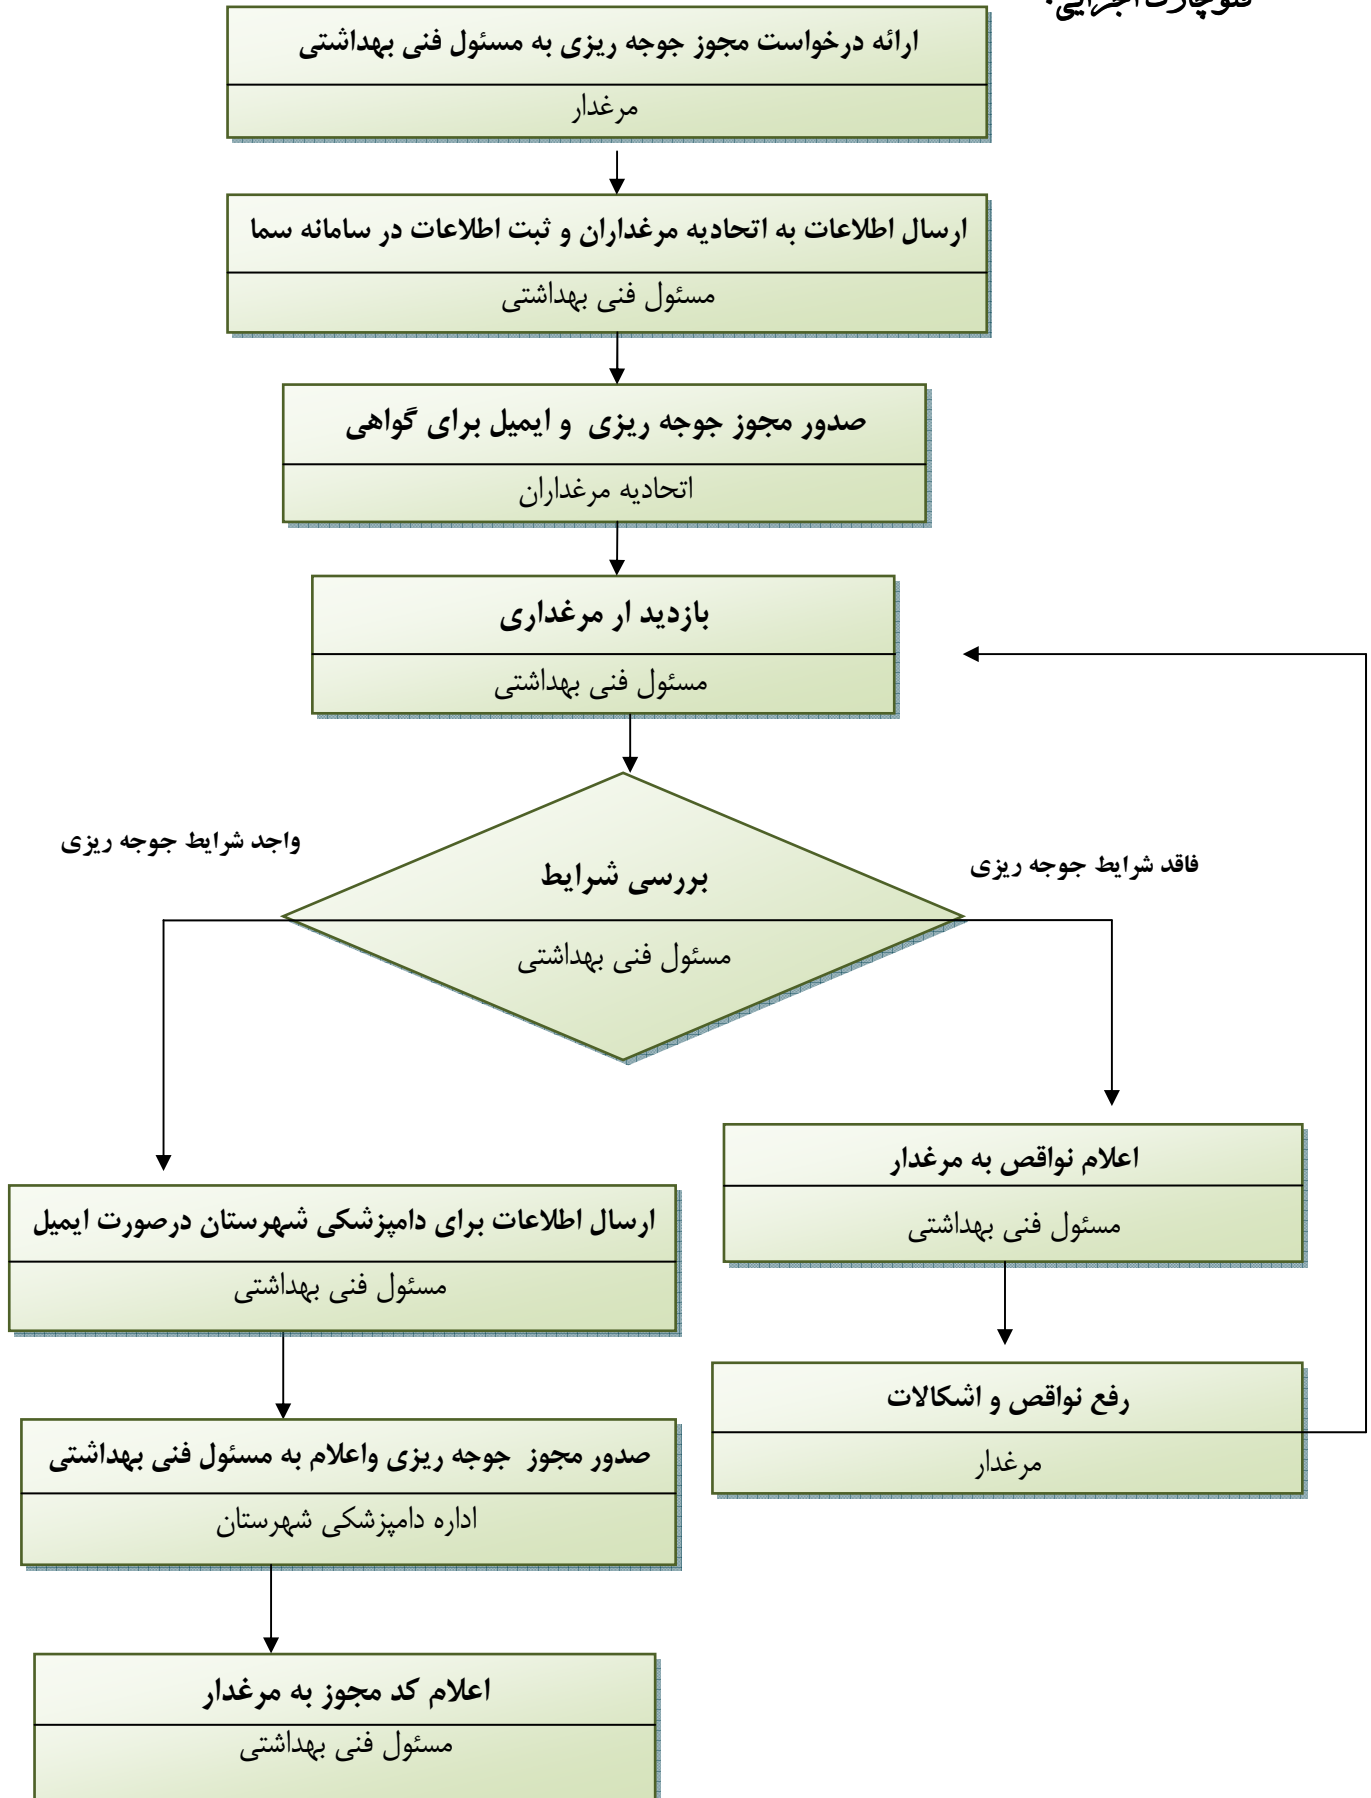 فلوچارت اجرایی:
ارائه درخواست مجوز جوجه ریزی به مسئول فنی بهداشتی
مرغدار
ارسال اطلاعات به اتحادیه مرغداران و ثبت اطلاعات در سامانه سما
مسئول فنی بهداشتی
صدور مجوز جوجه ریزی و ایمیل برای گواهی
اتحادیه مرغداران
بازدید ار مرغداری
مسئول فنی بهداشتی
بررسی شرایط
مسئول فنی بهداشتی
فاقد شرایط جوجه ریزی
واجد شرایط جوجه ریزی
اعلام نواقص به مرغدار
مسئول فنی بهداشتی
رفع نواقص و اشکالات
مرغدار
ارسال اطلاعات برای دامپزشکی شهرستان درصورت ایمیل
مسئول فنی بهداشتی
صدور مجوز جوجه ریزی واعلام به مسئول فنی بهداشتی
اداره دامپزشکی شهرستان
اعلام کد مجوز به مرغدار
مسئول فنی بهداشتی